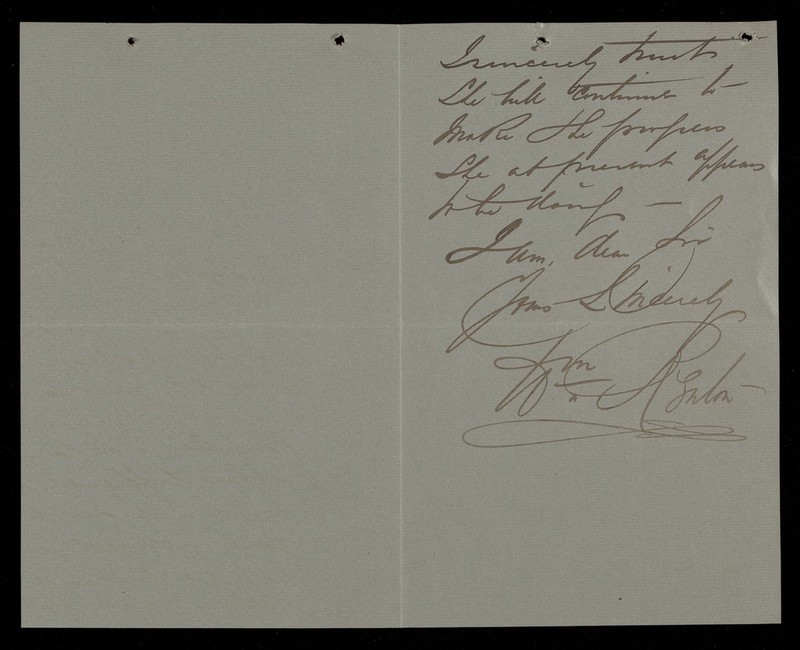 I sincerely trust
She will continue to
Make the progress
She at present appears
to be doing —
I am, dear Sir
Yours Sincerely
Wm Renton